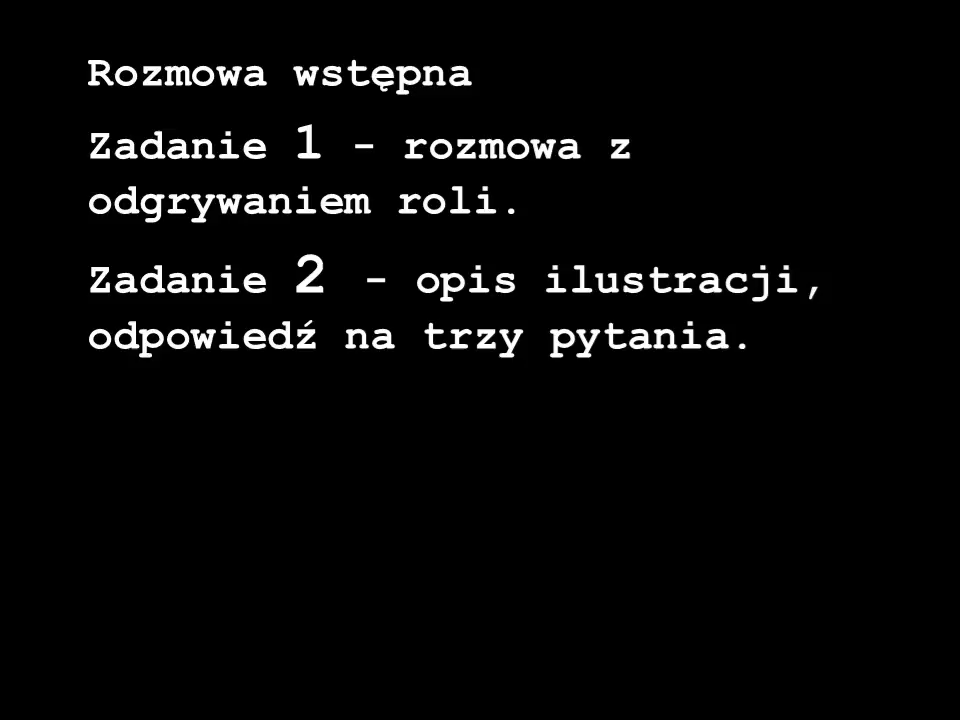 Rozmowa wstępna
Zadanie 1 - rozmowa z
odgrywaniem roli.
Zadanie 2 - opis ilustracji,
odpowiedź na trzy pytania.